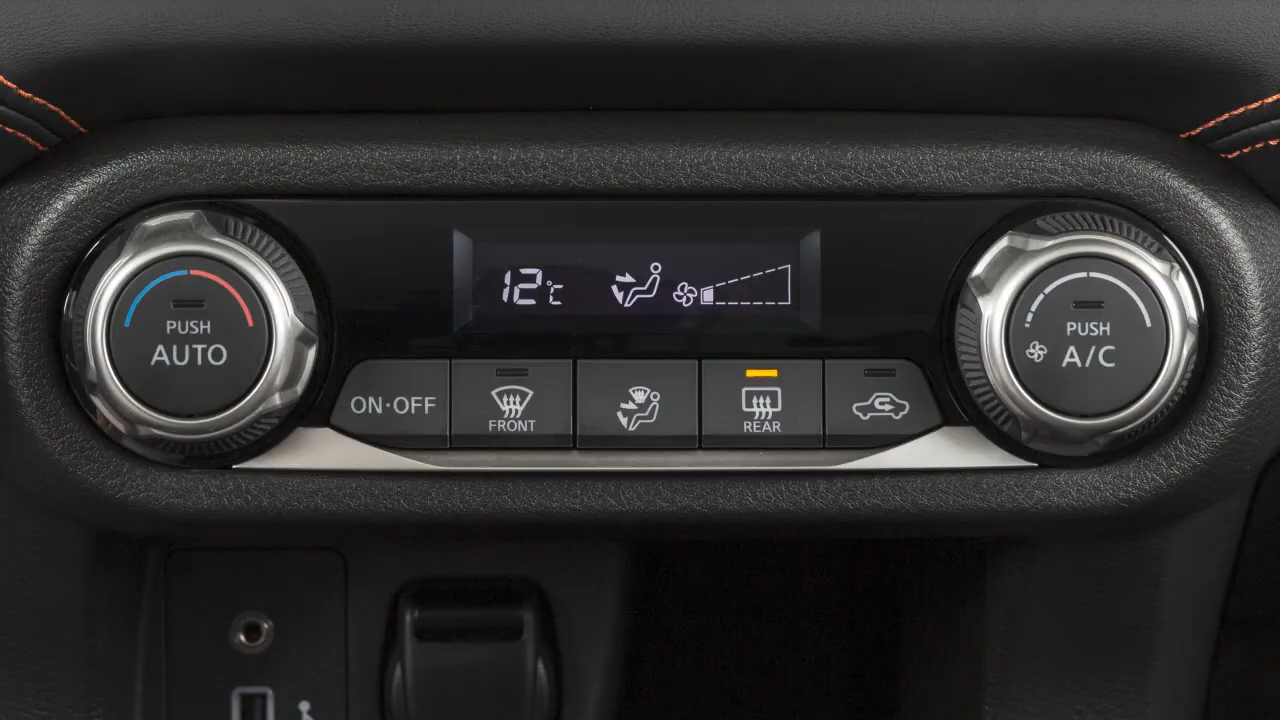 12°C
PUSH
AUTO
PUSH
A/C
ON·OFF
FRONT
REAR